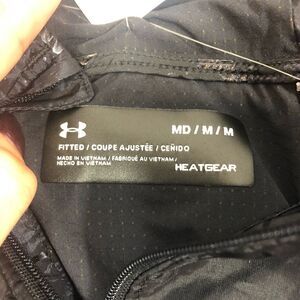 MD / M / M
FITTED / COUPE AJUSTÉE / CEÑIDO
MADE IN VIETNAM / FABRIQUÉ AU VIETNAM /
HECHO EN VIETNAM
HEATGEAR